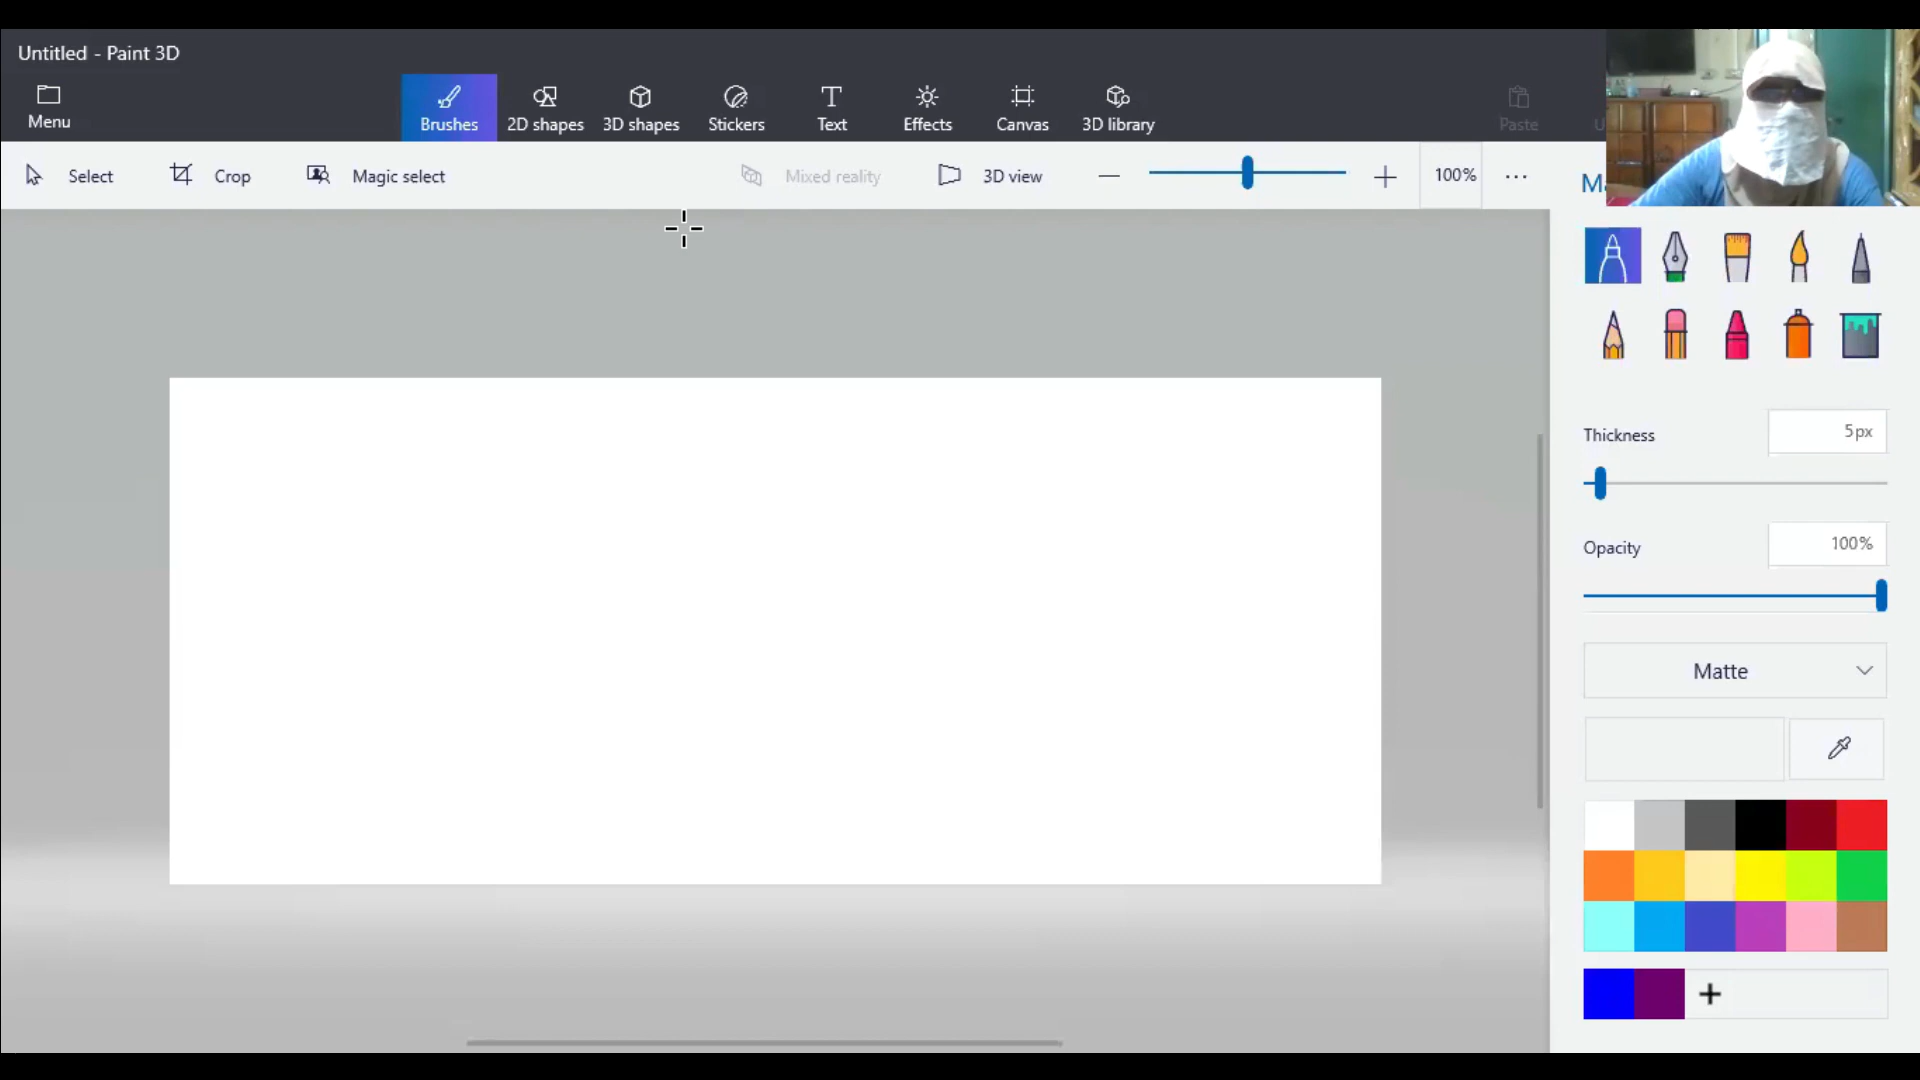 Untitled - Paint 3D
Menu
Brushes
2D shapes
3D shapes
Stickers
Text
Effects
Canvas
3D library
Paste
Select
Crop
Magic select
Mixed reality
3D view
100%
Thickness
5px
Opacity
100%
Matte